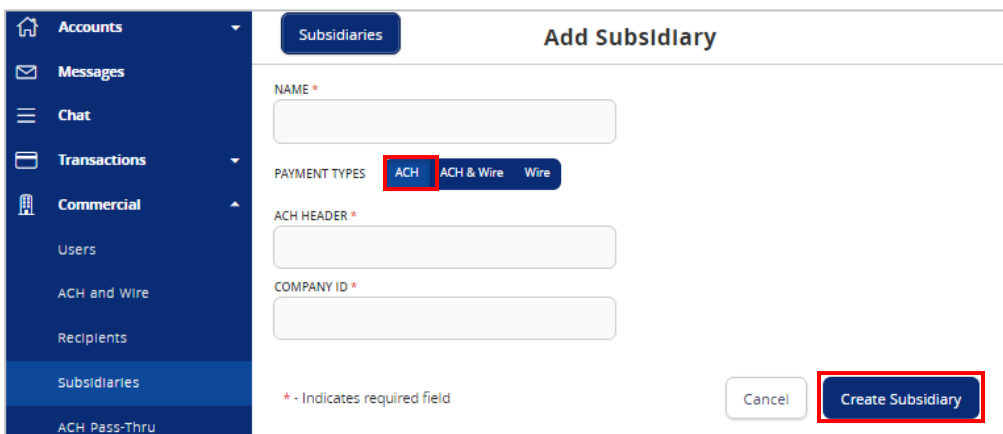 Accounts
Messages
Chat
Transactions
Commercial
Users
ACH and Wire
Recipients
Subsidiaries
ACH Pass-Thru
Subsidiaries
Add Subsidiary
NAME *
PAYMENT TYPES ACH ACH & Wire Wire
ACH HEADER *
COMPANY ID *
* - Indicates required field
Cancel
Create Subsidiary